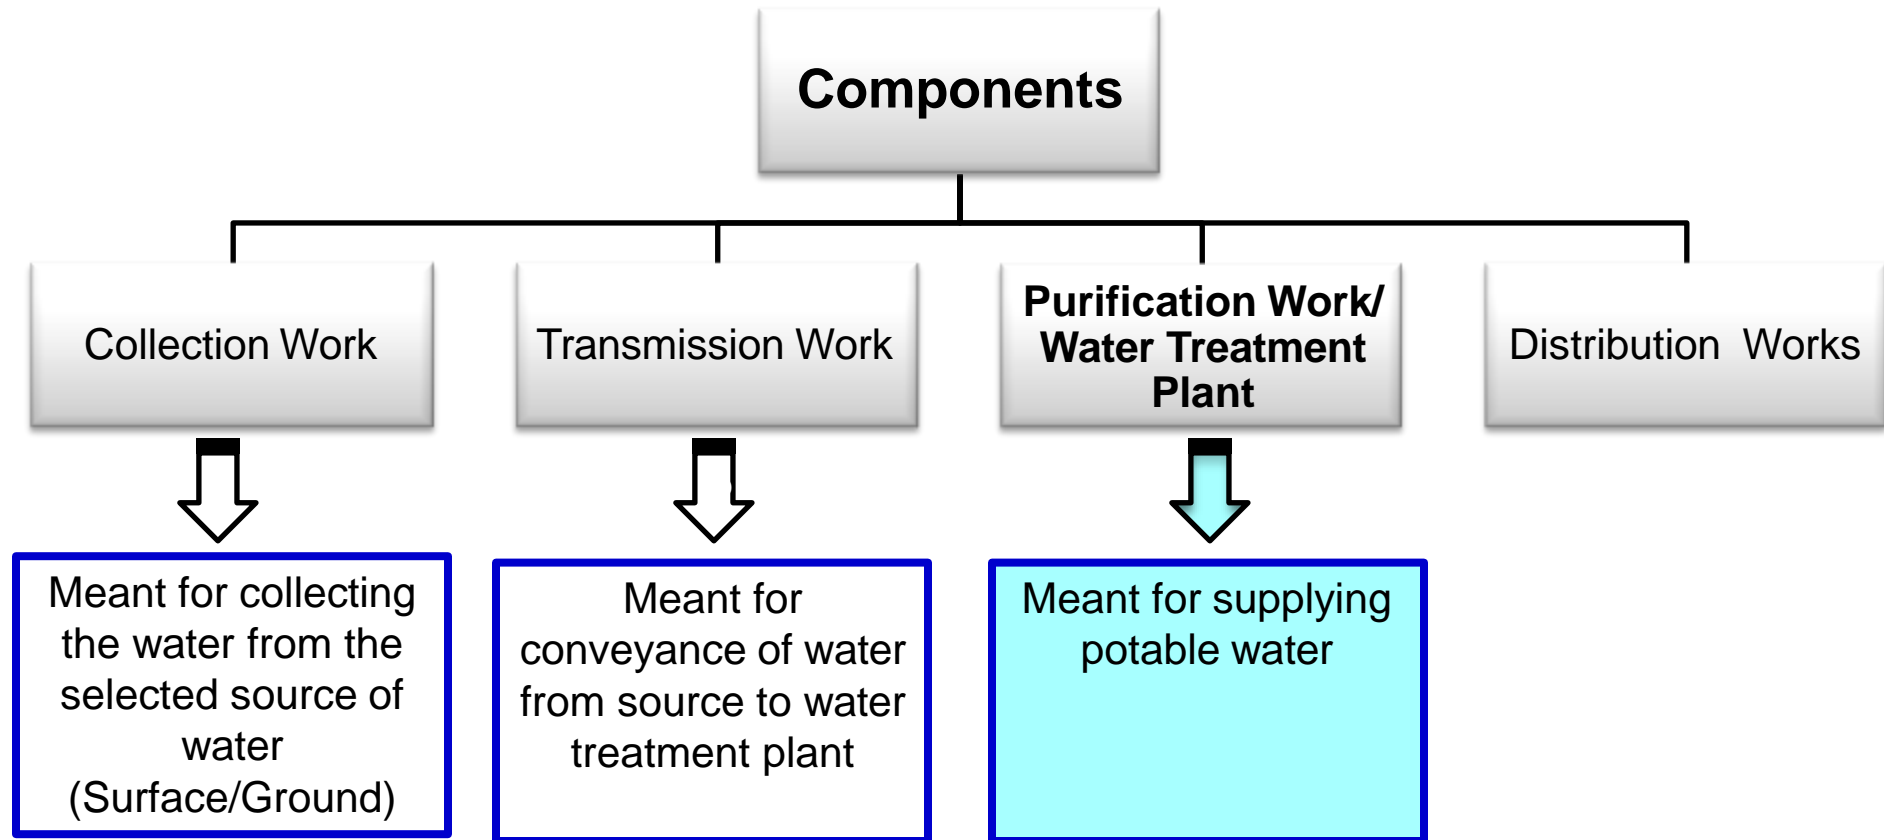 Components
Collection Work
Transmission Work
Purification Work/
Water Treatment
Plant
Distribution Works
Meant for collecting
the water from the
selected source of
water
(Surface/Ground)
Meant for
conveyance of water
from source to water
treatment plant
Meant for supplying
potable water